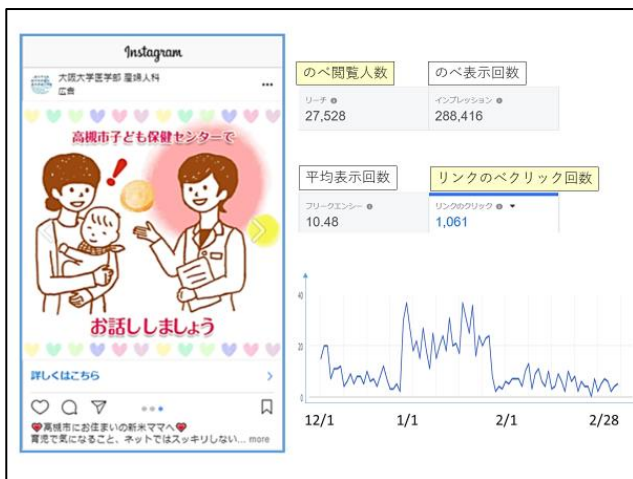 Instagram
大阪大学医学部 産婦人科
広告
高槻市子ども保健センターで
お話ししましょう
詳しくはこちら
❤高槻市にお住まいの新米ママへ❤
育児で気になること、ネットではスッキリしない... more
のべ閲覧人数
のべ表示回数
リーチ
インプレッション
27,528
288,416
平均表示回数
リンクのべクリック回数
フリークエンシー
リンクのクリック
10.48
1,061
40
20
0
12/1
1/1
2/1
2/28